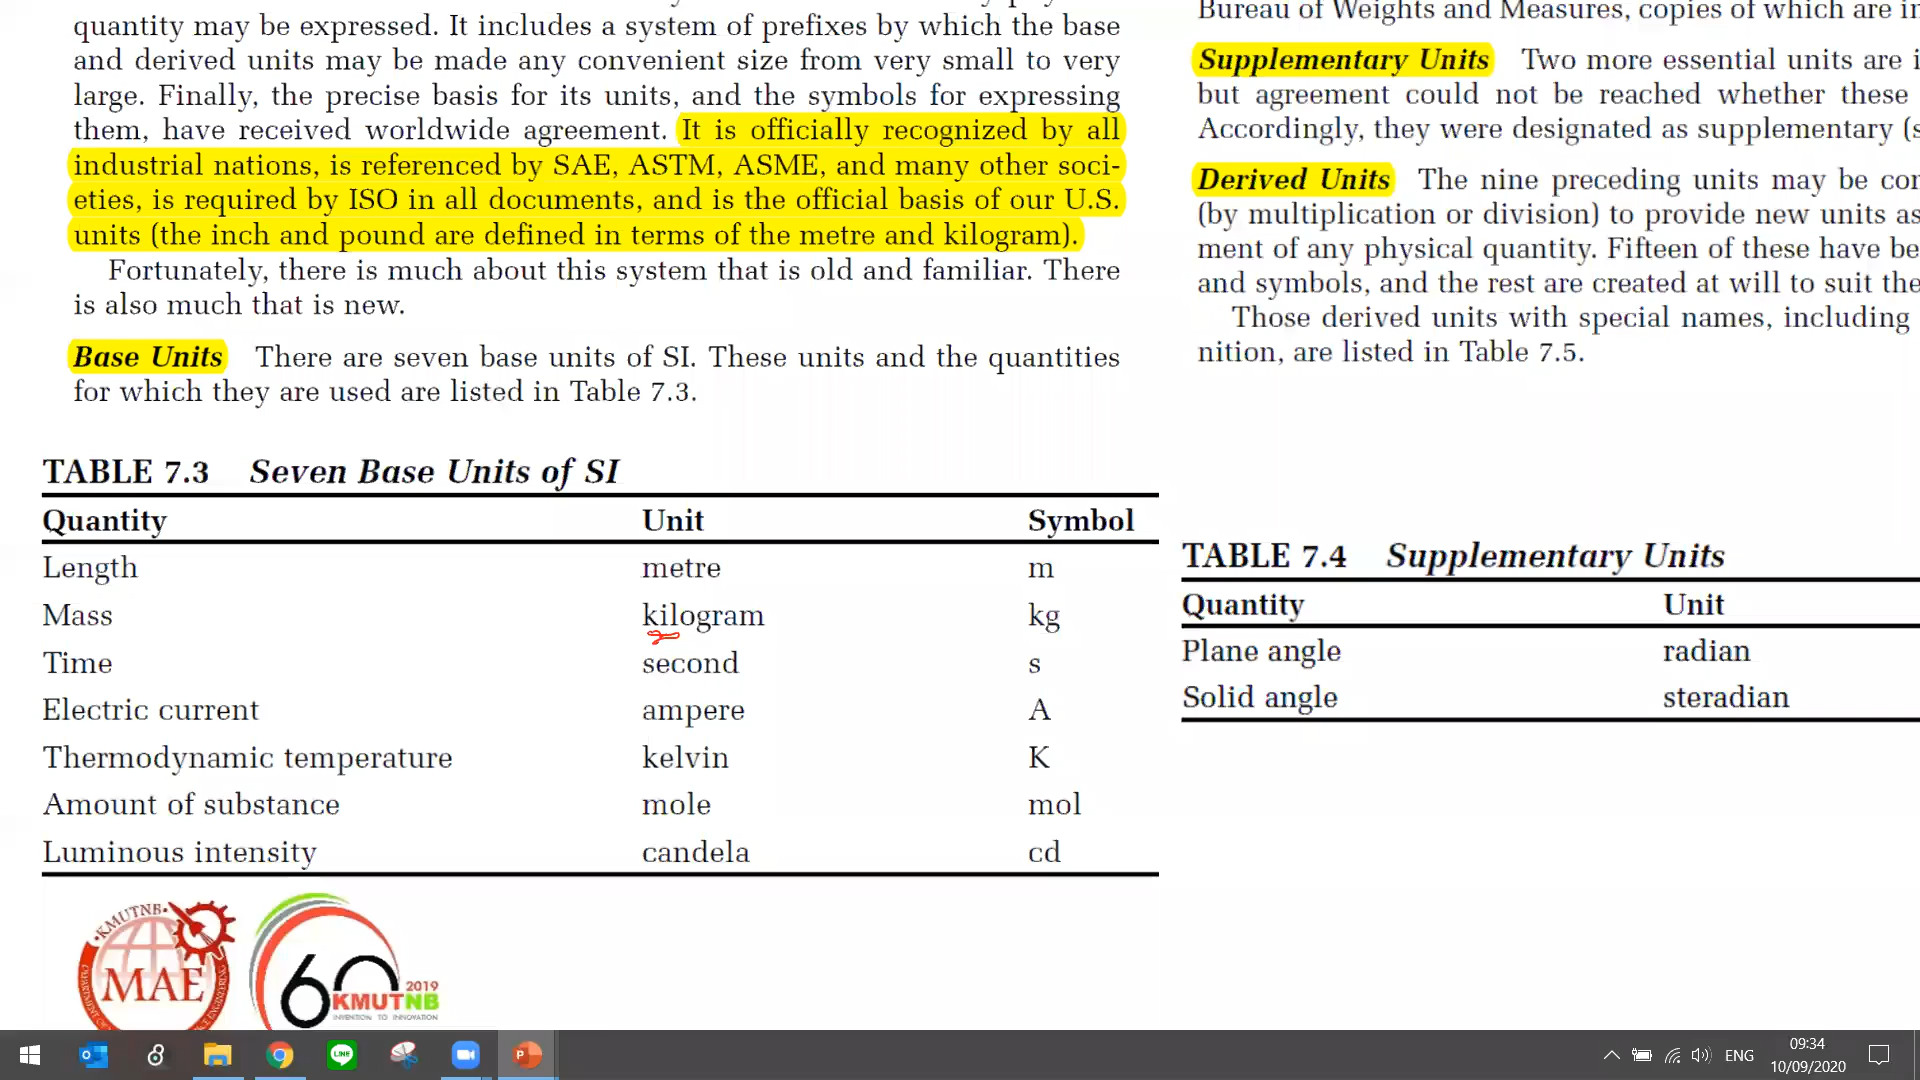 quantity may be expressed. It includes a system of prefixes by which the base
and derived units may be made any convenient size from very small to very
large. Finally, the precise basis for its units, and the symbols for expressing
them, have received worldwide agreement. It is officially recognized by all
industrial nations, is referenced by SAE, ASTM, ASME, and many other soci-
eties, is required by ISO in all documents, and is the official basis of our U.S.
units (the inch and pound are defined in terms of the metre and kilogram).
Fortunately, there is much about this system that is old and familiar. There
is also much that is new.
Base Units There are seven base units of SI. These units and the quantities
for which they are used are listed in Table 7.3.
TABLE 7.3 Seven Base Units of SI
Quantity Unit Symbol
Length metre m
Mass kilogram kg
Time second s
Electric current ampere A
Thermodynamic temperature kelvin K
Amount of substance mole mol
Luminous intensity candela cd
Bureau of Weights and Measures, copies of which are in
Supplementary Units Two more essential units are i
but agreement could not be reached whether these
Accordingly, they were designated as supplementary (s
Derived Units The nine preceding units may be cor
(by multiplication or division) to provide new units as
ment of any physical quantity. Fifteen of these have be
and symbols, and the rest are created at will to suit the
Those derived units with special names, including
nition, are listed in Table 7.5.
TABLE 7.4 Supplementary Units
Quantity Unit
Plane angle radian
Solid angle steradian
KMUTNB
MAE
60
2019
KMUTNB
INVENTION TO INNOVATION
LINE
ENG
09:34
10/09/2020